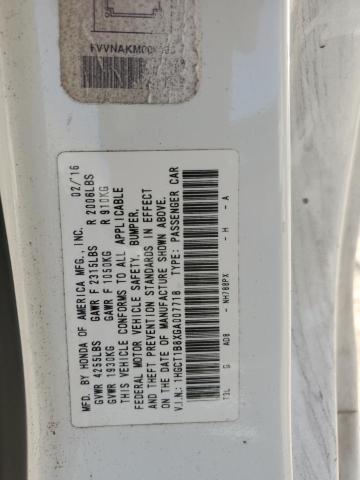 MFD. BY HONDA OF AMERICA MFG., INC. 02/'16
GVWR 4255LBS GAWR F 2315LBS R 2006LBS
GVWR 1930KG GAWR F 1050KG R 910KG
THIS VEHICLE CONFORMS TO ALL APPLICABLE
FEDERAL MOTOR VEHICLE SAFETY, BUMPER,
AND THEFT PREVENTION STANDARDS IN EFFECT
ON THE DATE OF MANUFACTURE SHOWN ABOVE.
V.I.N.: 1HGCT1B8XGA007718 TYPE: PASSENGER CAR
T3L G AD8 - NH788PX - H - A